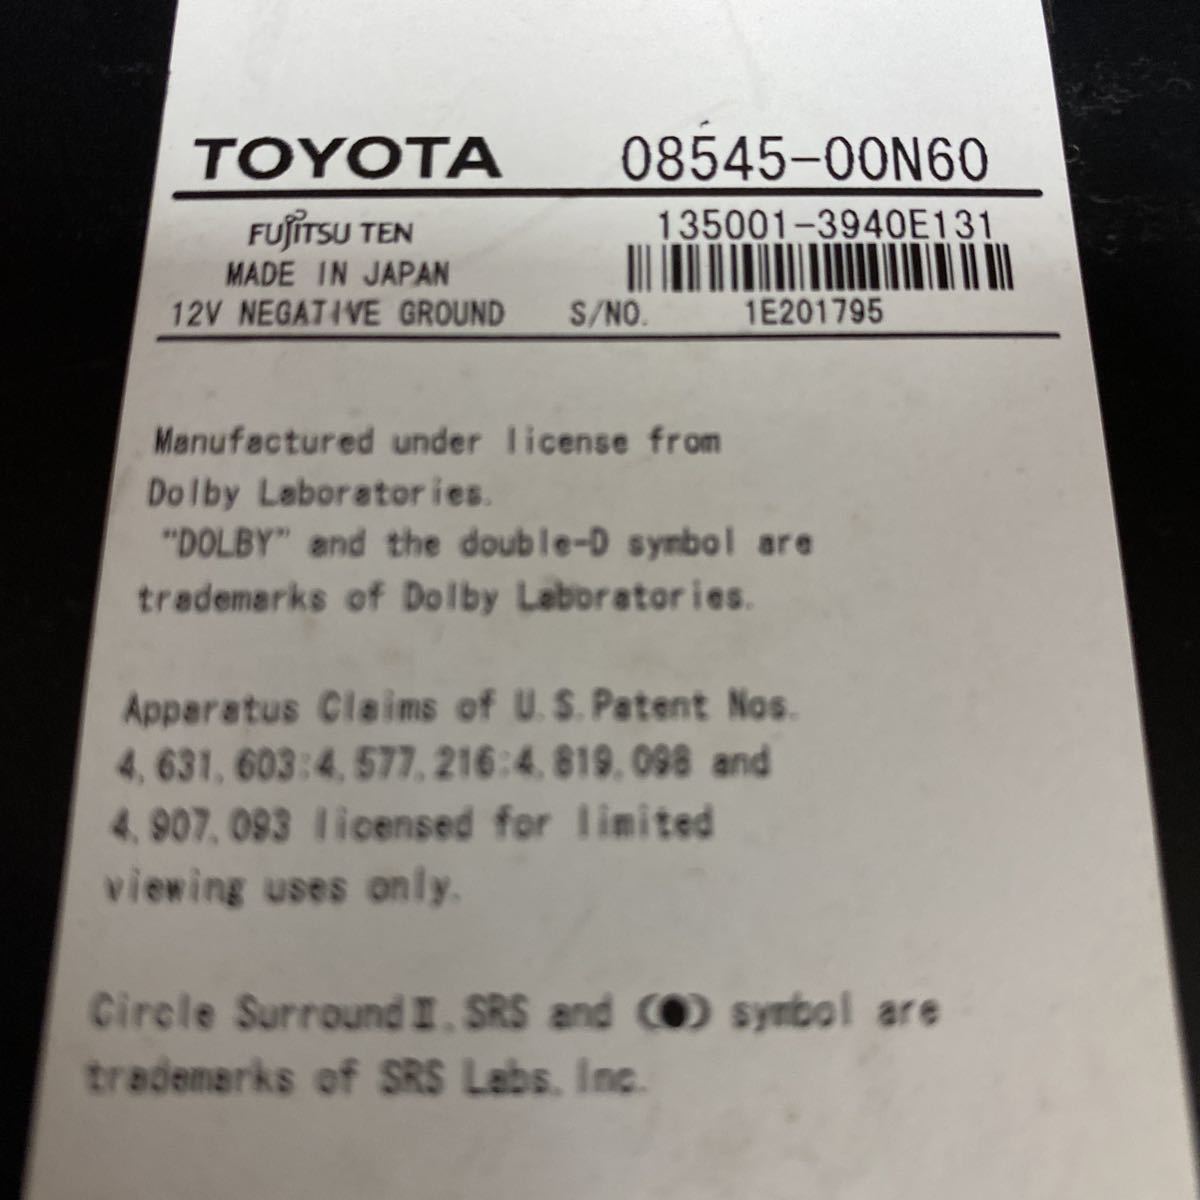 TOYOTA 08545-00N60
FUJITSU TEN 135001-3940E131
MADE IN JAPAN
12V NEGATIVE GROUND S/NO. 1E201795
Manufactured under license from
Dolby Laboratories.
"DOLBY" and the double-D symbol are
trademarks of Dolby Laboratories.
Apparatus Claims of U.S.Patent Nos.
4,631,603:4,577,216:4,819,098 and
4,907,093 licensed for limited
viewing uses only.
Circle SurroundⅡ,SRS and (●) symbol are
trademarks of SRS Labs,Inc.